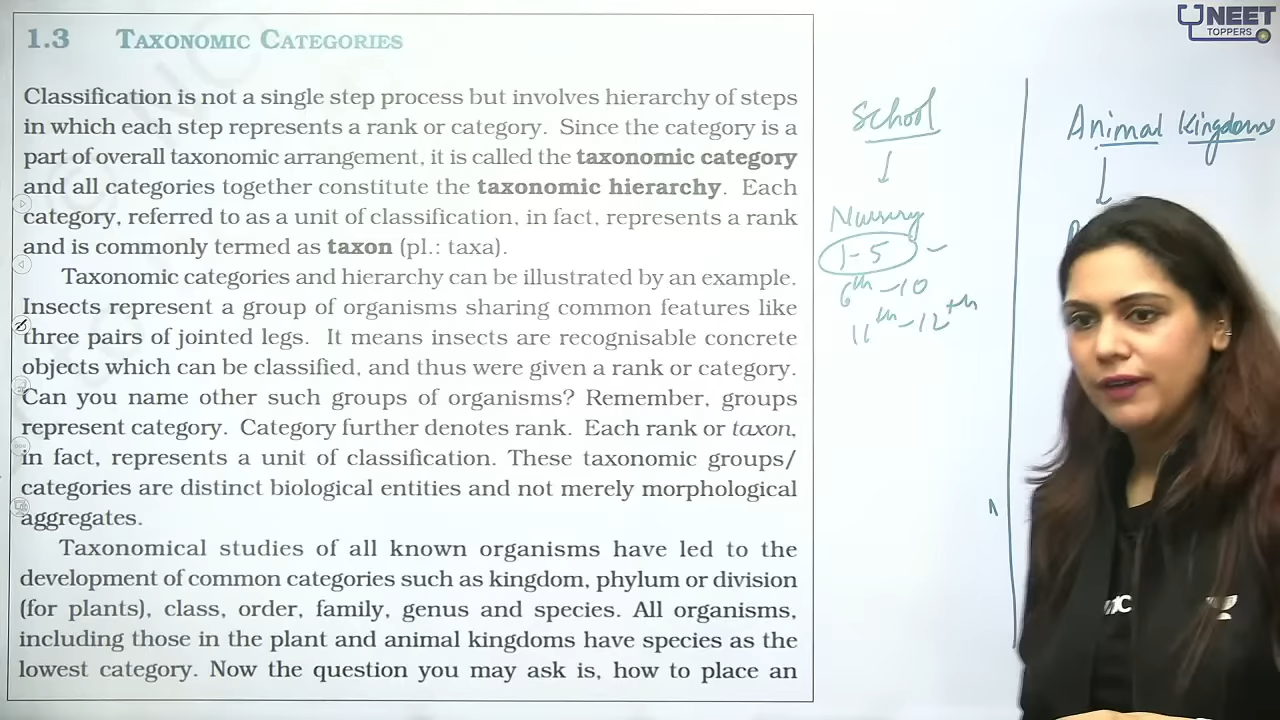 1.3 TAXONOMIC CATEGORIES
Classification is not a single step process but involves hierarchy of steps
in which each step represents a rank or category. Since the category is a
part of overall taxonomic arrangement, it is called the taxonomic category
and all categories together constitute the taxonomic hierarchy. Each
category, referred to as a unit of classification, in fact, represents a rank
and is commonly termed as taxon (pl.: taxa).
Taxonomic categories and hierarchy can be illustrated by an example.
Insects represent a group of organisms sharing common features like
three pairs of jointed legs. It means insects are recognisable concrete
objects which can be classified, and thus were given a rank or category.
Can you name other such groups of organisms? Remember, groups
represent category. Category further denotes rank. Each rank or taxon,
in fact, represents a unit of classification. These taxonomic groups/
categories are distinct biological entities and not merely morphological
aggregates.
Taxonomical studies of all known organisms have led to the
development of common categories such as kingdom, phylum or division
(for plants), class, order, family, genus and species. All organisms,
including those in the plant and animal kingdoms have species as the
lowest category. Now the question you may ask is, how to place an
School
Nursery
1-5
6th-10
11th-12th
Animal Kingdoms
NEET
TOPPERS